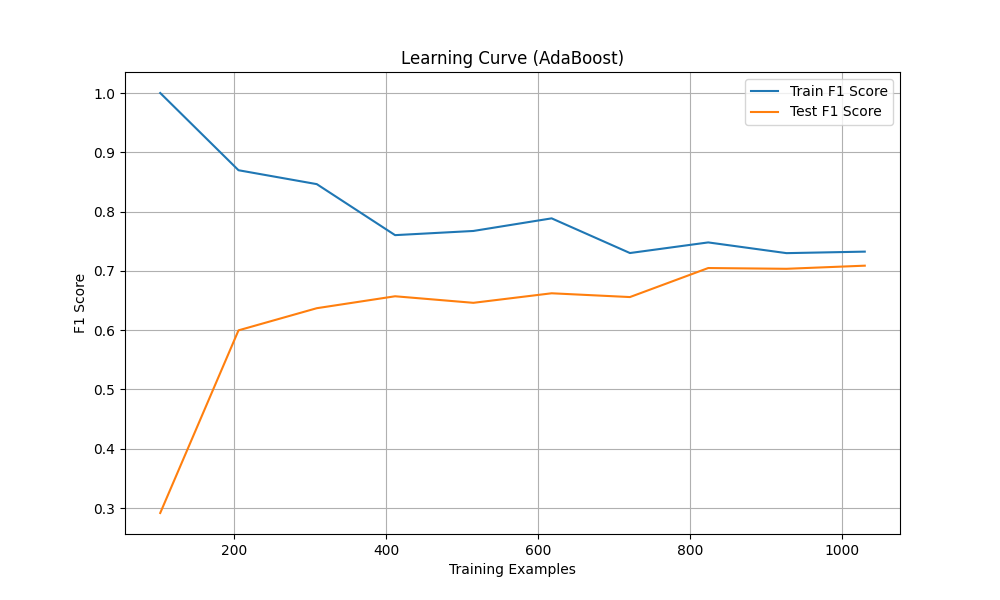 Learning Curve (AdaBoost)
Train F1 Score
Test F1 Score
F1 Score
1.0
0.9
0.8
0.7
0.6
0.5
0.4
0.3
200 400 600 800 1000
Training Examples